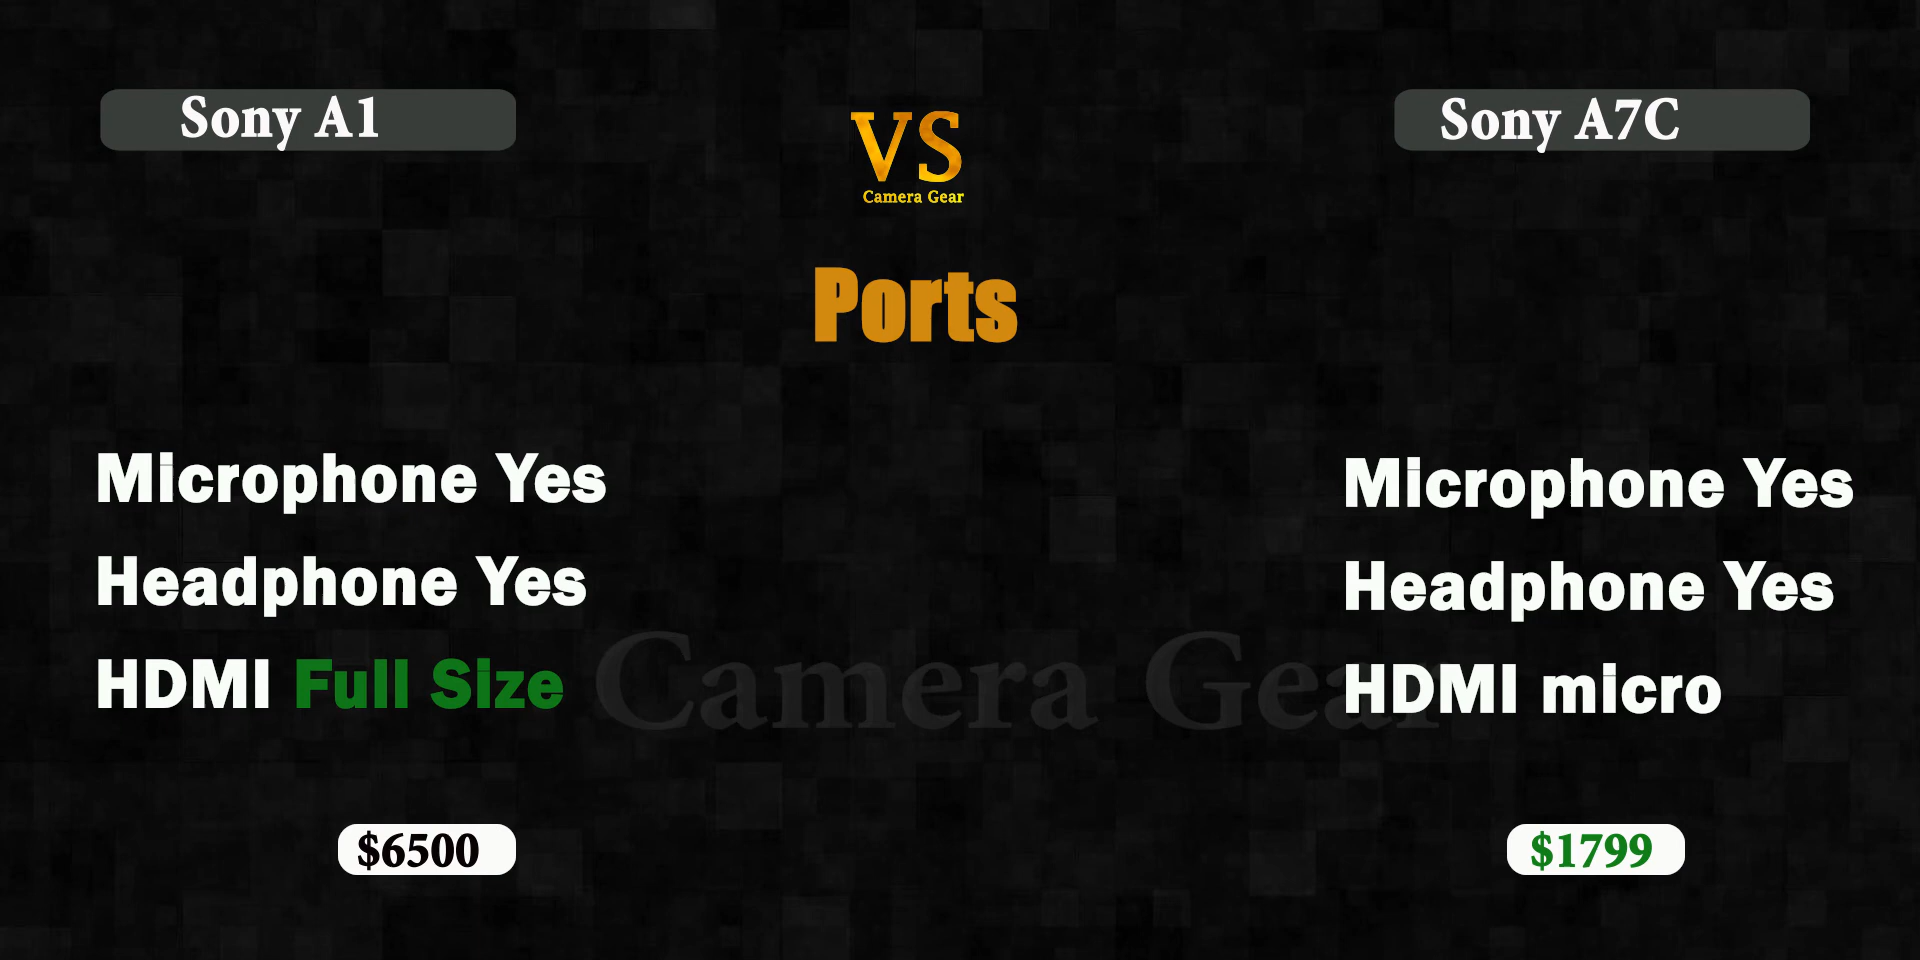 Sony A1
VS
Camera Gear
Sony A7C
Ports
Microphone Yes
Headphone Yes
HDMI Full Size
Microphone Yes
Headphone Yes
HDMI micro
Camera Gear
$6500
$1799